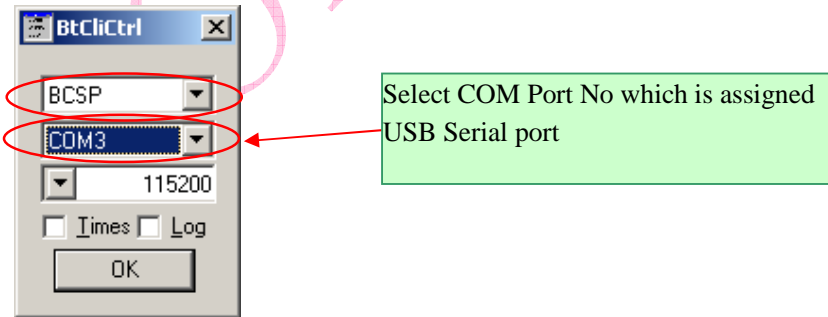 BtCliCtrl
BCSP
COM3
115200
Times Log
OK
Select COM Port No which is assigned
USB Serial port